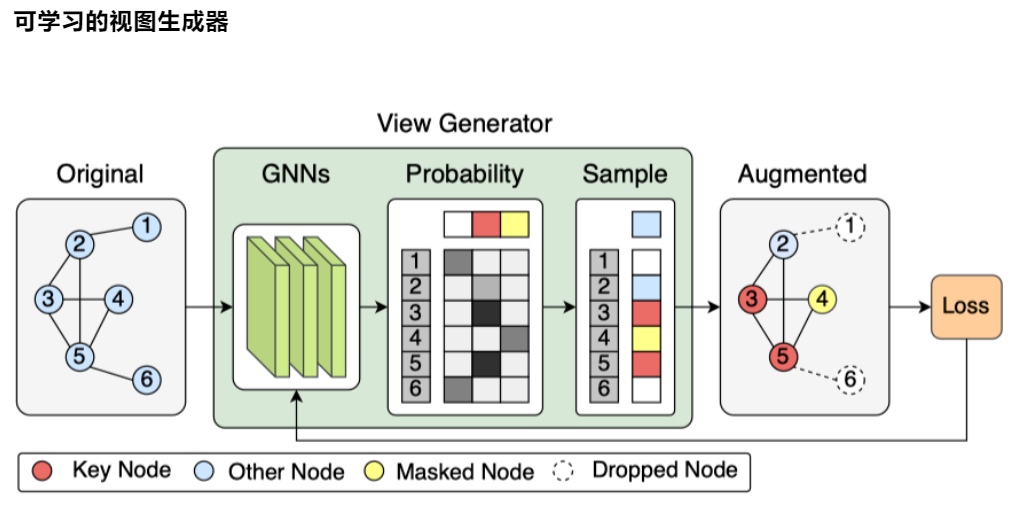 可学习的视图生成器
View Generator
Original
GNNs
Probability
Sample
Augmented
1
2
3
4
5
6
1
2
3
4
5
6
1
2
3
4
5
6
1
2
3
4
5
6
Loss
Key Node
Other Node
Masked Node
Dropped Node